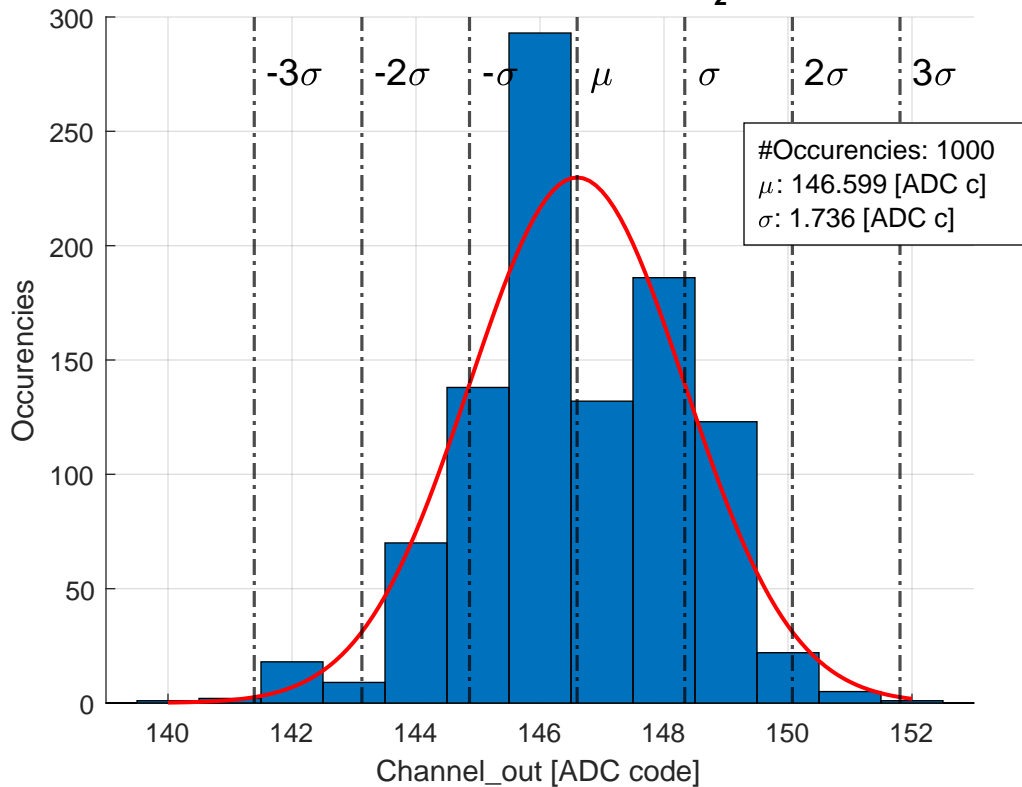 2
300
-3σ -2σ -σ μ σ 2σ 3σ
250
#Occurencies: 1000
μ: 146.599 [ADC c]
σ: 1.736 [ADC c]
200
150
100
50
0
Occurencies
140 142 144 146 148 150 152
Channel_out [ADC code]